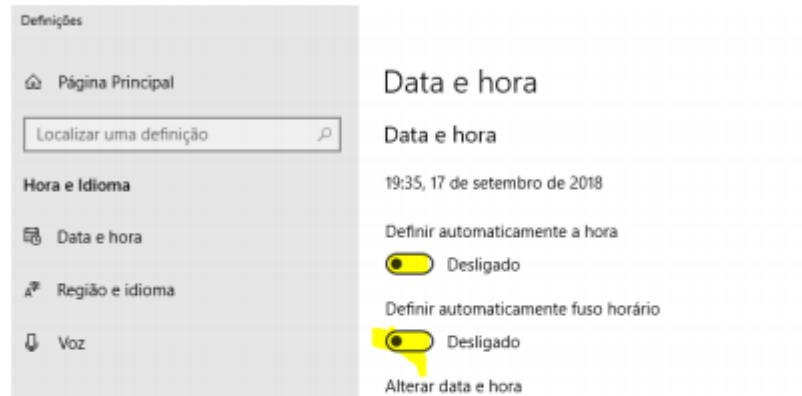 Definições
Página Principal
Localizar uma definição
Hora e Idioma
Data e hora
Região e idioma
Voz
Data e hora
Data e hora
19:35, 17 de setembro de 2018
Definir automaticamente a hora
Desligado
Definir automaticamente fuso horário
Desligado
Alterar data e hora